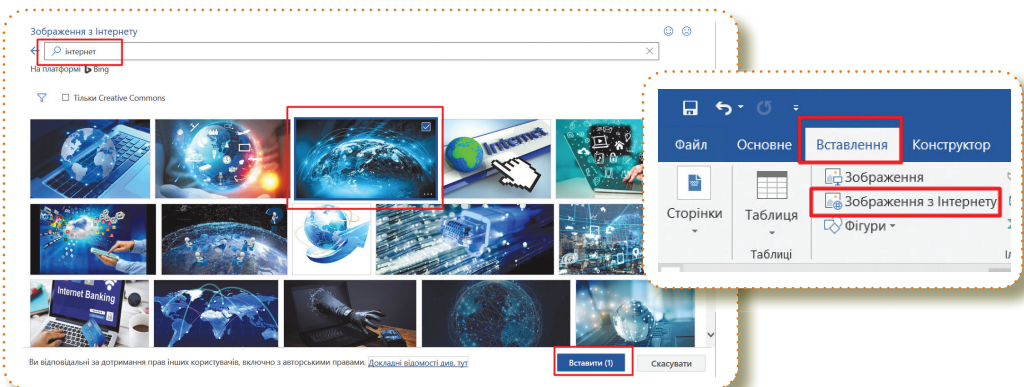 Зображення з Інтернету
інтернет
На платформі Bing
Тільки Creative Commons
Internet
Internet Banking
Ви відповідальні за дотримання прав інших користувачів, включно з авторськими правами. Докладні відомості див. тут
Вставити (1)
Скасувати
Файл
Основне
Вставлення
Конструктор
Сторінки
Таблиця
Таблиці
Зображення
Зображення з Інтернету
Фігури